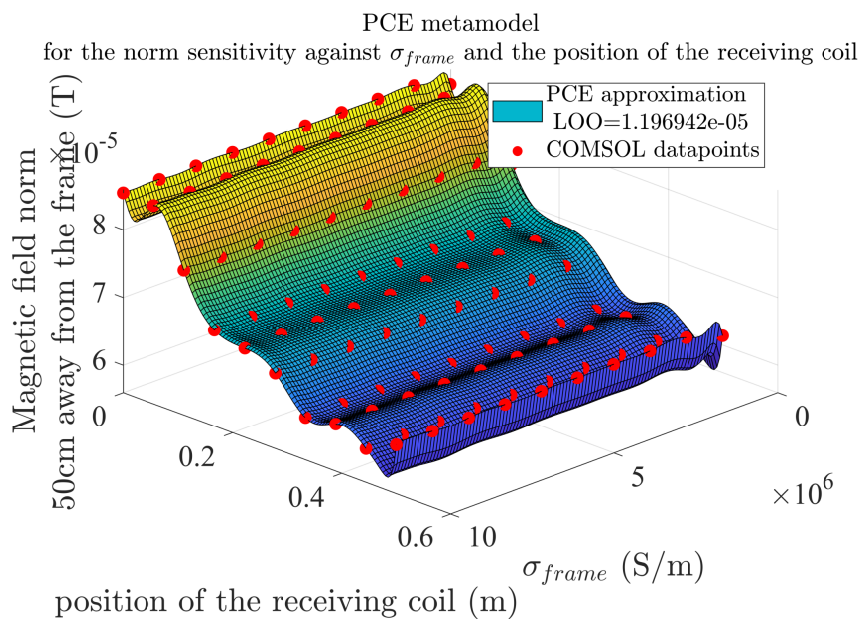 PCE metamodel
for the norm sensitivity against σ_frame and the position of the receiving coil
PCE approximation
LOO=1.196942e-05
COMSOL datapoints
×10^-5
8
7
6
Magnetic field norm
50cm away from the frame (T)
0
0.2
0.4
0.6
position of the receiving coil (m)
0
5
10
×10^6
σ_frame (S/m)